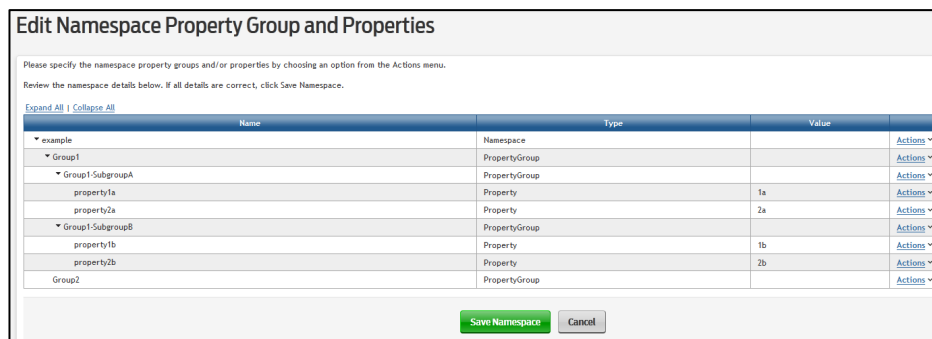 Edit Namespace Property Group and Properties
Please specify the namespace property groups and/or properties by choosing an option from the Actions menu.
Review the namespace details below. If all details are correct, click Save Namespace.
Expand All | Collapse All
Name Type Value
example Namespace Actions
Group1 PropertyGroup Actions
Group1-SubgroupA PropertyGroup Actions
property1a Property 1a Actions
property2a Property 2a Actions
Group1-SubgroupB PropertyGroup Actions
property1b Property 1b Actions
property2b Property 2b Actions
Group2 PropertyGroup Actions
Save Namespace Cancel